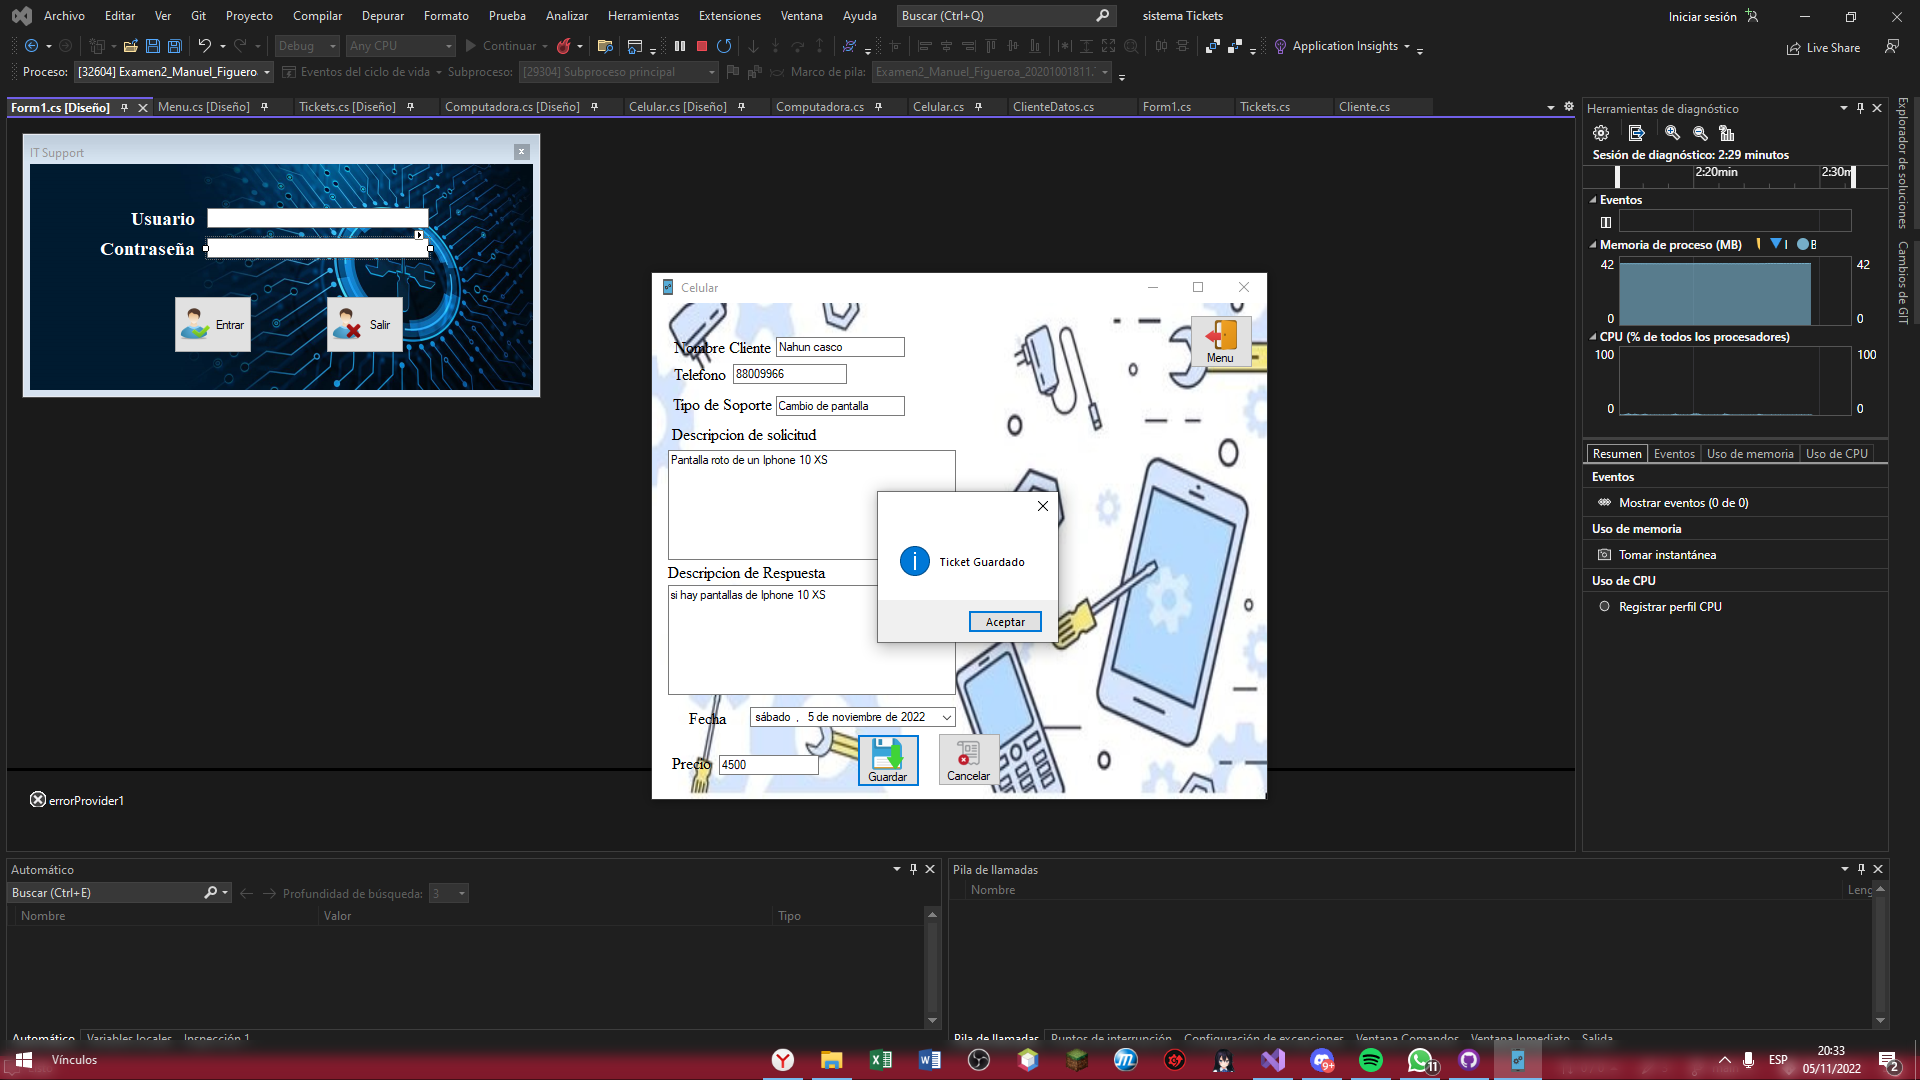 Archivo Editar Ver Git Proyecto Compilar Depurar Formato Prueba Analizar Herramientas Extensiones Ventana Ayuda Buscar (Ctrl+Q) sistema Tickets Iniciar sesión
Debug Any CPU Continuar Application Insights Live Share
Proceso: [32604] Examen2_Manuel_Figuero Eventos del ciclo de vida Subproceso: [29304] Subproceso principal Marco de pila: Examen2_Manuel_Figueroa_20201001811.
Form1.cs [Diseño] Menu.cs [Diseño] Tickets.cs [Diseño] Computadora.cs [Diseño] Celular.cs [Diseño] Computadora.cs Celular.cs ClienteDatos.cs Form1.cs Tickets.cs Cliente.cs
IT Support
Usuario
Contraseña
Entrar
Salir
Celular
Menu
Nombre Cliente Nahun casco
Telefono 88009966
Tipo de Soporte Cambio de pantalla
Descripcion de solicitud
Pantalla roto de un Iphone 10 XS
Descripcion de Respuesta
si hay pantallas de Iphone 10 XS
Ticket Guardado
Aceptar
Fecha sábado , 5 de noviembre de 2022
Precio 4500
Guardar
Cancelar
errorProvider1
Herramientas de diagnóstico
Sesión de diagnóstico: 2:29 minutos
2:20min 2:30m
Eventos
Memoria de proceso (MB)
42 42
0 0
CPU (% de todos los procesadores)
100 100
0 0
Resumen Eventos Uso de memoria Uso de CPU
Eventos
Mostrar eventos (0 de 0)
Uso de memoria
Tomar instantánea
Uso de CPU
Registrar perfil CPU
Explorador de soluciones
Cambios de GIT
Automático
Buscar (Ctrl+E) Profundidad de búsqueda: 3
Nombre Valor Tipo
Automático Variables locales Inspección 1
Pila de llamadas
Nombre Leng
Pila de llamadas Puntos de interrupción Configuración de excepciones Ventana Comandos Ventana Inmediato Salida
Vínculos
11
9+
ESP
20:33
05/11/2022
2